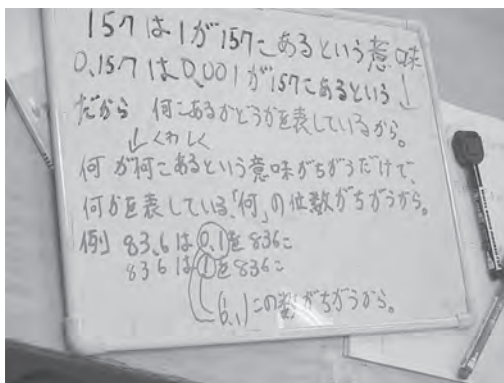 157は1が157こあるという意味
0.157は0.001が157こあるという↓
だから 何こあるかどうかを表しているから。
↓くわしく
何が何こあるという意味がちがうだけで、
何かを表している、「何」の位数がちがうから。
例) 83.6は0.1を836こ
836は1を836こ
この数がちがうから。